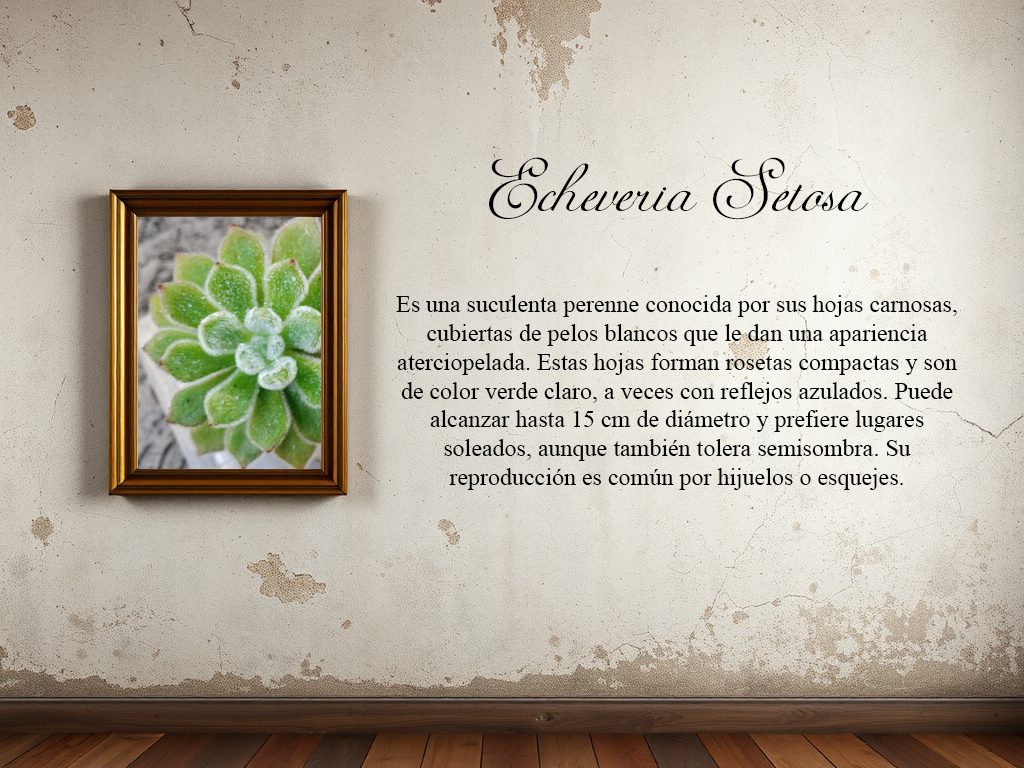 Echeveria Setosa
Es una suculenta perenne conocida por sus hojas carnosas,
cubiertas de pelos blancos que le dan una apariencia
aterciopelada. Estas hojas forman rosetas compactas y son
de color verde claro, a veces con reflejos azulados. Puede
alcanzar hasta 15 cm de diámetro y prefiere lugares
soleados, aunque también tolera semisombra. Su
reproducción es común por hijuelos o esquejes.